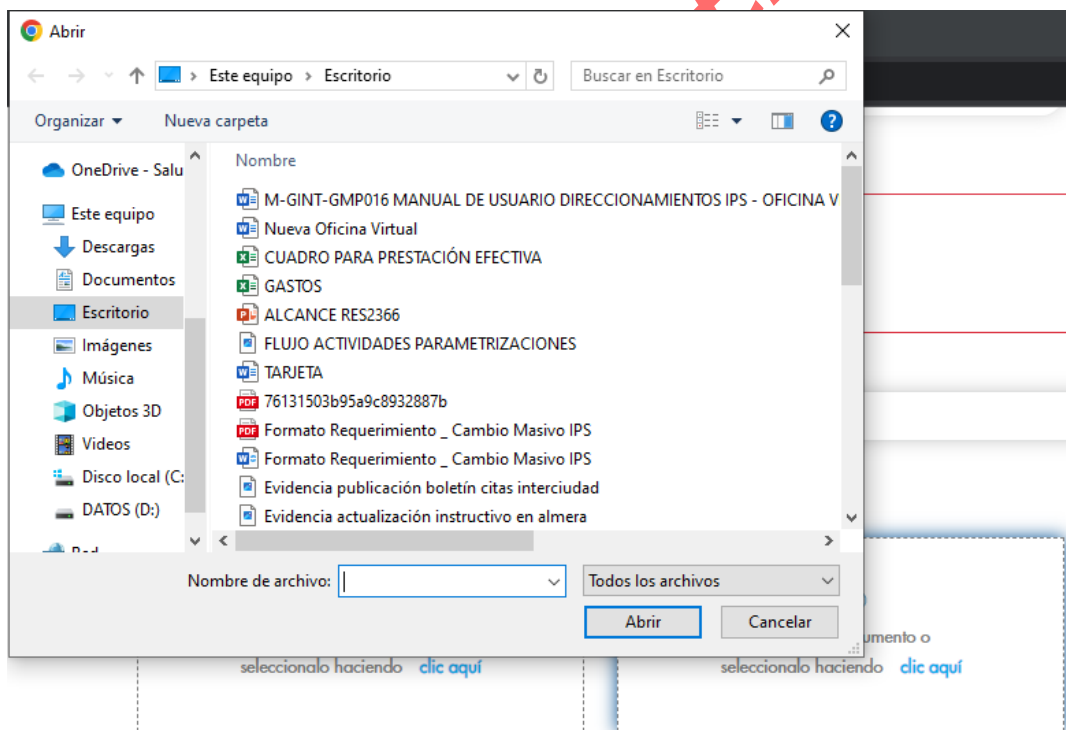 Abrir
Este equipo > Escritorio
Buscar en Escritorio
Organizar
Nueva carpeta
OneDrive - Salu
Este equipo
Descargas
Documentos
Escritorio
Imágenes
Música
Objetos 3D
Videos
Disco local (C:
DATOS (D:)
Nombre
M-GINT-GMP016 MANUAL DE USUARIO DIRECCIONAMIENTOS IPS - OFICINA V
Nueva Oficina Virtual
CUADRO PARA PRESTACIÓN EFECTIVA
GASTOS
ALCANCE RES2366
FLUJO ACTIVIDADES PARAMETRIZACIONES
TARJETA
76131503b95a9c8932887b
Formato Requerimiento _ Cambio Masivo IPS
Formato Requerimiento _ Cambio Masivo IPS
Evidencia publicación boletín citas interciudad
Evidencia actualización instructivo en almera
Nombre de archivo:
Todos los archivos
Abrir
Cancelar
umento o
seleccionalo haciendo clic aquí
seleccionalo haciendo clic aquí